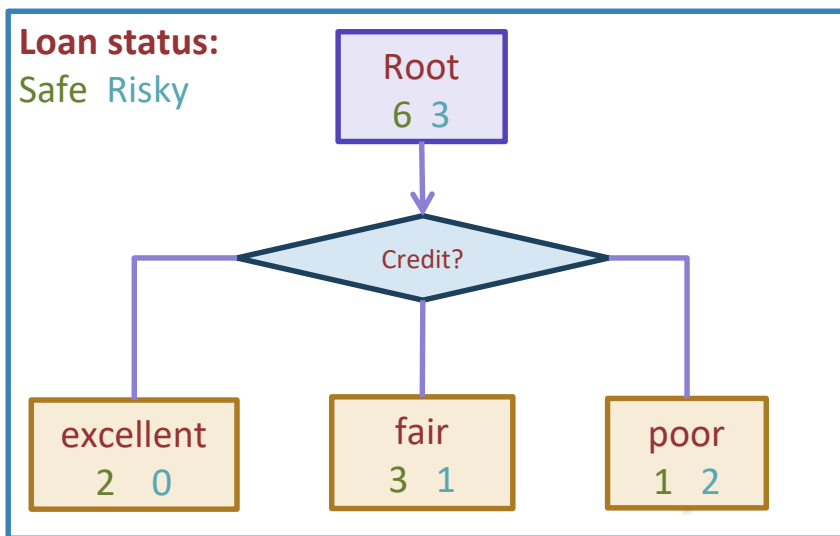 Loan status:
Safe Risky
Root
6 3
Credit?
excellent
2 0
fair
3 1
poor
1 2